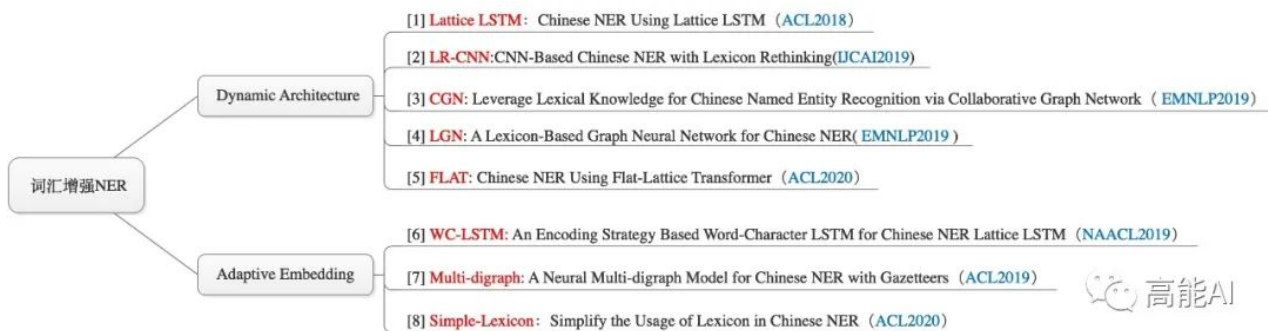 词汇增强NER
Dynamic Architecture
[1] Lattice LSTM：Chinese NER Using Lattice LSTM（ACL2018）
[2] LR-CNN:CNN-Based Chinese NER with Lexicon Rethinking(IJCAI2019)
[3] CGN: Leverage Lexical Knowledge for Chinese Named Entity Recognition via Collaborative Graph Network（ EMNLP2019）
[4] LGN: A Lexicon-Based Graph Neural Network for Chinese NER( EMNLP2019 )
[5] FLAT: Chinese NER Using Flat-Lattice Transformer（ACL2020）
Adaptive Embedding
[6] WC-LSTM: An Encoding Strategy Based Word-Character LSTM for Chinese NER Lattice LSTM（NAACL2019）
[7] Multi-digraph: A Neural Multi-digraph Model for Chinese NER with Gazetteers（ACL2019）
[8] Simple-Lexicon：Simplify the Usage of Lexicon in Chinese NER（ACL2020）
高能AI